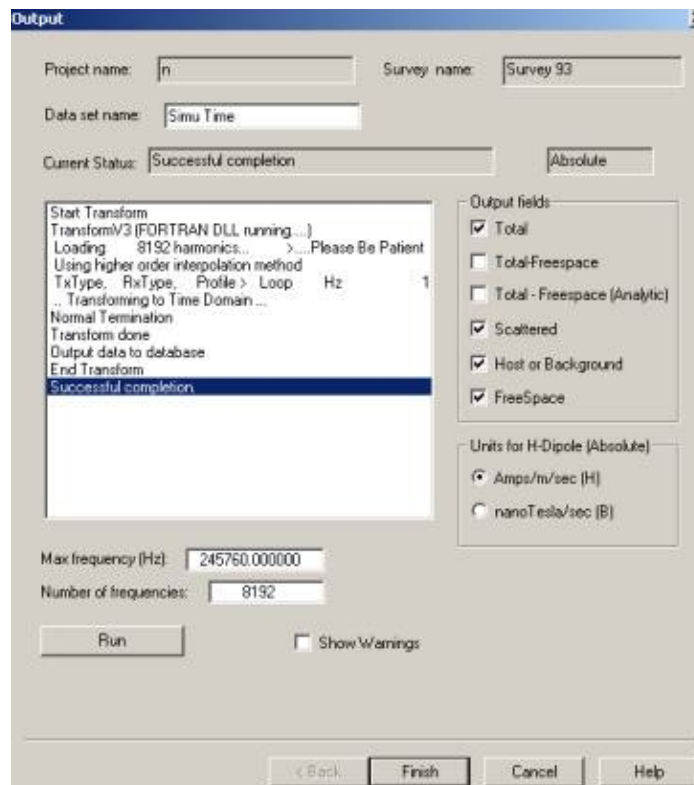 Output
Project name: n Survey name: Survey 93
Data set name: Simu Time
Current Status: Successful completion Absolute
Start Transform
TransformV3 (FORTRAN DLL running....)
Loading 8192 harmonics... >....Please Be Patient
Using higher order interpolation method
TxType, RxType, Profile > Loop Hz 1
.. Transforming to Time Domain ...
Normal Termination
Transform done
Output data to database
End Transform
Successful completion
Output fields
Total
Total-Freespace
Total - Freespace (Analytic)
Scattered
Host or Background
FreeSpace
Units for H-Dipole (Absolute)
Amps/m/sec (H)
nanoTesla/sec (B)
Max frequency (Hz): 245760.000000
Number of frequencies: 8192
Run Show Warnings
< Back Finish Cancel Help